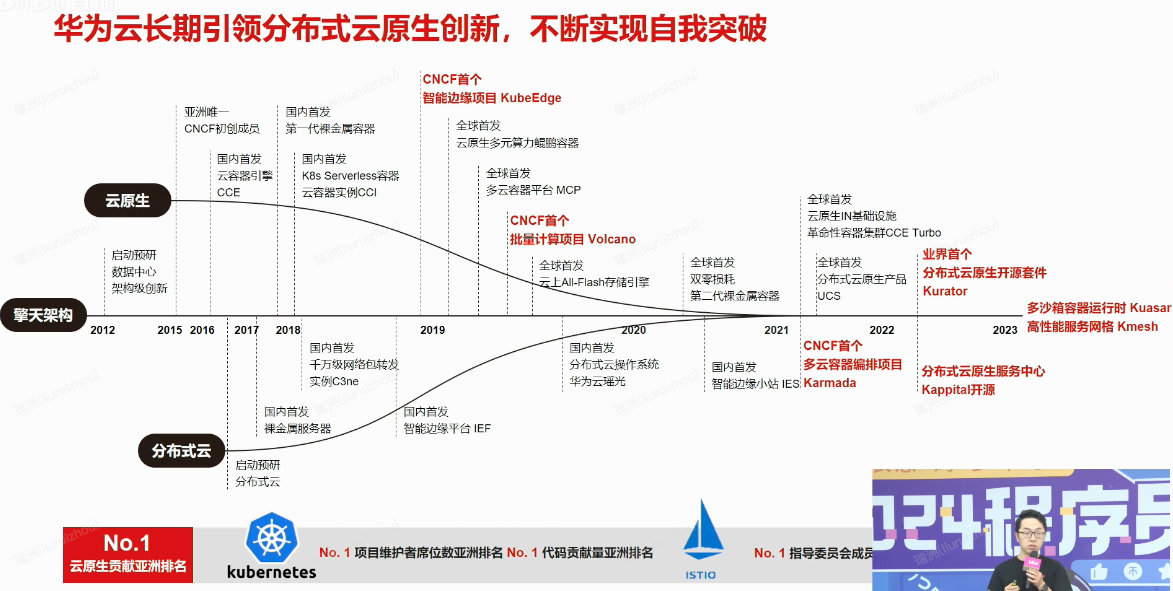 华为云长期引领分布式云原生创新，不断实现自我突破
CNCF首个
智能边缘项目 KubeEdge
亚洲唯一
CNCF初创成员
国内首发
第一代裸金属容器
全球首发
云原生多元算力鲲鹏容器
国内首发
云容器引擎
CCE
国内首发
K8s Serverless容器
云容器实例CCI
全球首发
多云容器平台 MCP
云原生
CNCF首个
批量计算项目 Volcano
全球首发
云原生IN基础设施
革命性容器集群CCE Turbo
启动预研
数据中心
架构级创新
全球首发
云上All-Flash存储引擎
全球首发
双零损耗
第二代裸金属容器
全球首发
分布式云原生产品
UCS
业界首个
分布式云原生开源套件
Kurator
擎天架构
多沙箱容器运行时 Kuasar
高性能服务网格 Kmesh
2012 2015 2016 2017 2018 2019 2020 2021 2022 2023
国内首发
千万级网络包转发
实例C3ne
国内首发
分布式云操作系统
华为云瑶光
国内首发
智能边缘小站 IES
CNCF首个
多云容器编排项目
Karmada
分布式云原生服务中心
Kappital开源
国内首发
裸金属服务器
国内首发
智能边缘平台 IEF
分布式云
启动预研
分布式云
No.1
云原生贡献亚洲排名
kubernetes
No. 1 项目维护者席位数亚洲排名 No. 1 代码贡献量亚洲排名
ISTIO
No. 1 指导委员会成员
2024程序员